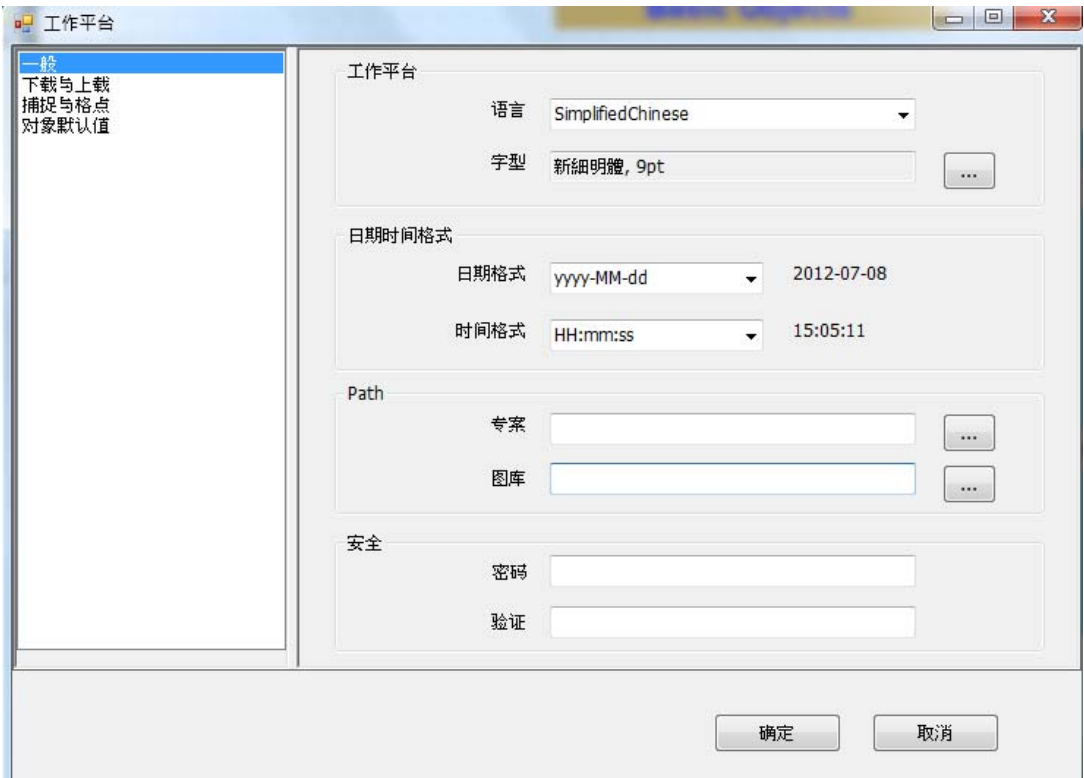 Basic Objects
工作平台
一般
下载与上载
捕捉与格点
对象默认值
工作平台
语言 SimplifiedChinese
字型 新細明體, 9pt ...
日期时间格式
日期格式 yyyy-MM-dd 2012-07-08
时间格式 HH:mm:ss 15:05:11
Path
专案 ...
图库 ...
安全
密码
验证
确定 取消